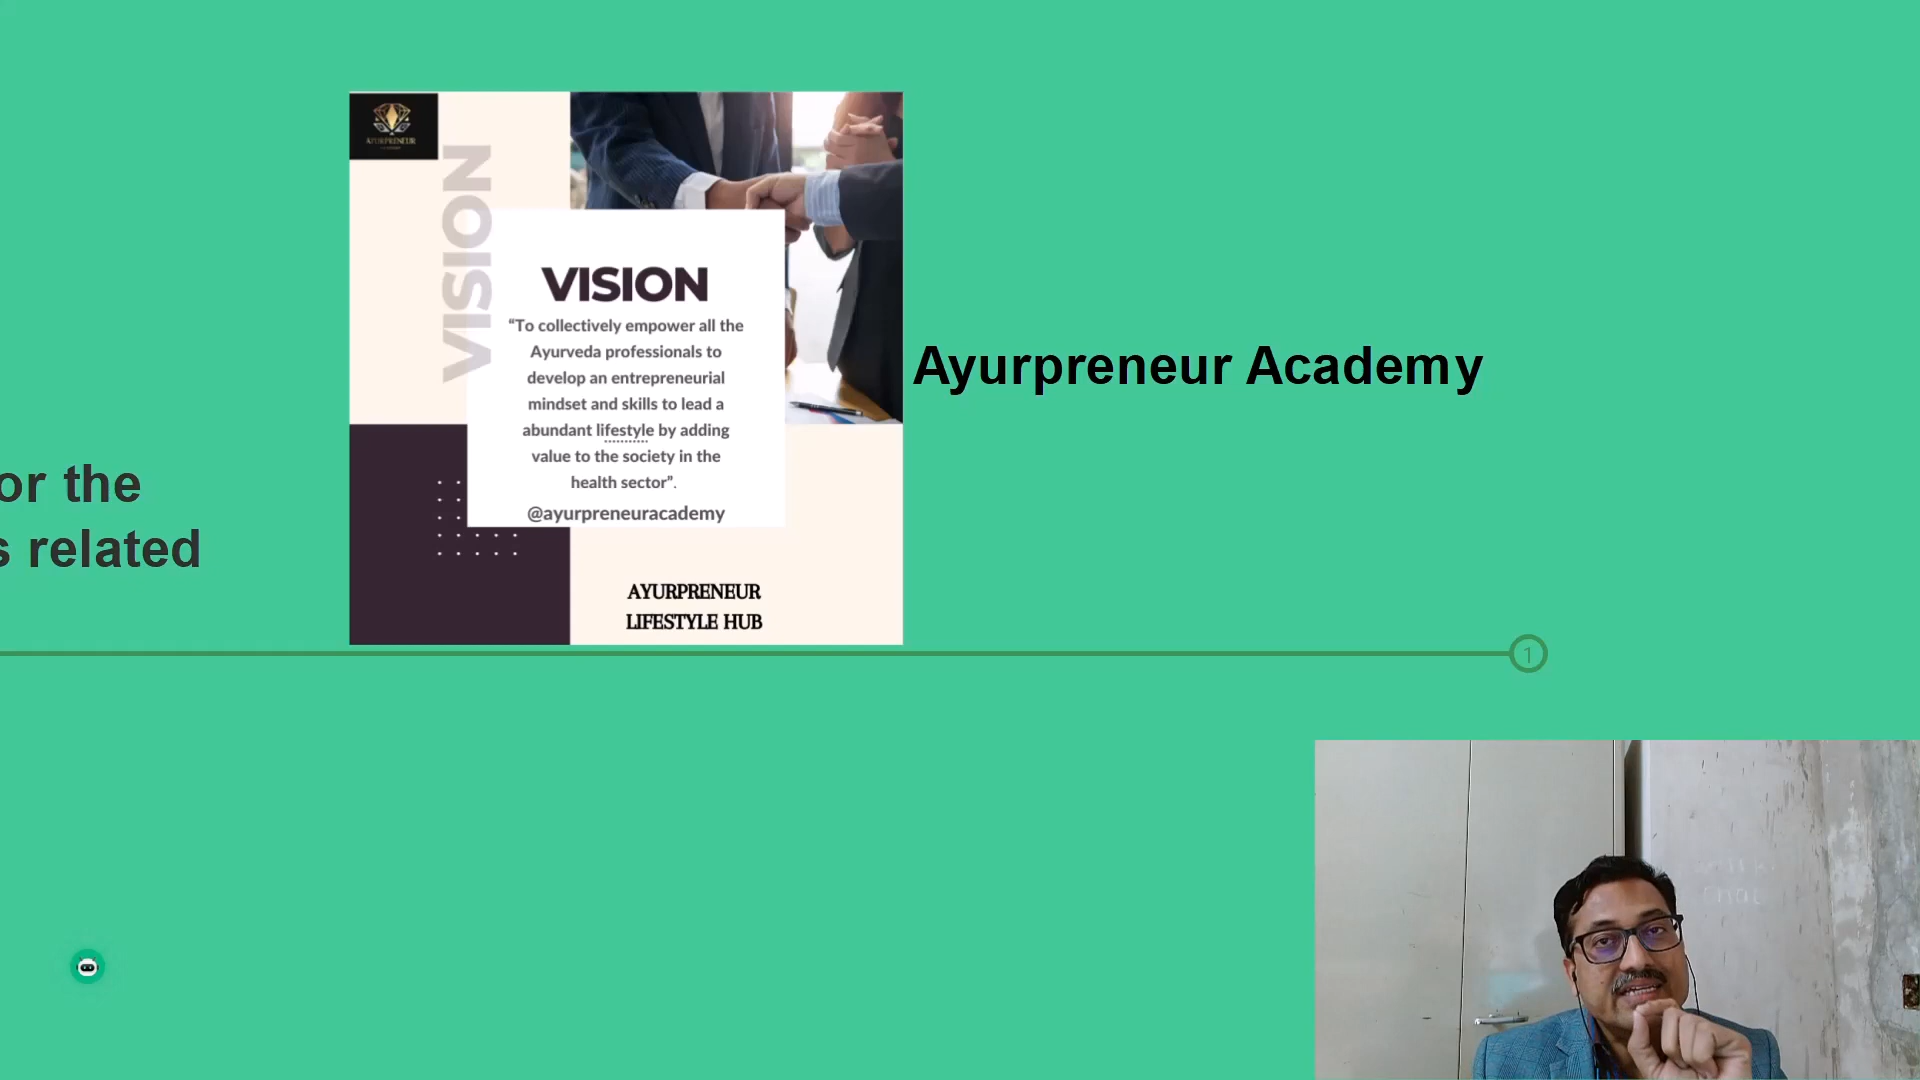 AYURPRENEUR
VISION
VISION
“To collectively empower all the
Ayurveda professionals to
develop an entrepreneurial
mindset and skills to lead a
abundant lifestyle by adding
value to the society in the
health sector”.
@ayurpreneuracademy
AYURPRENEUR
LIFESTYLE HUB
Ayurpreneur Academy
or the
s related
1